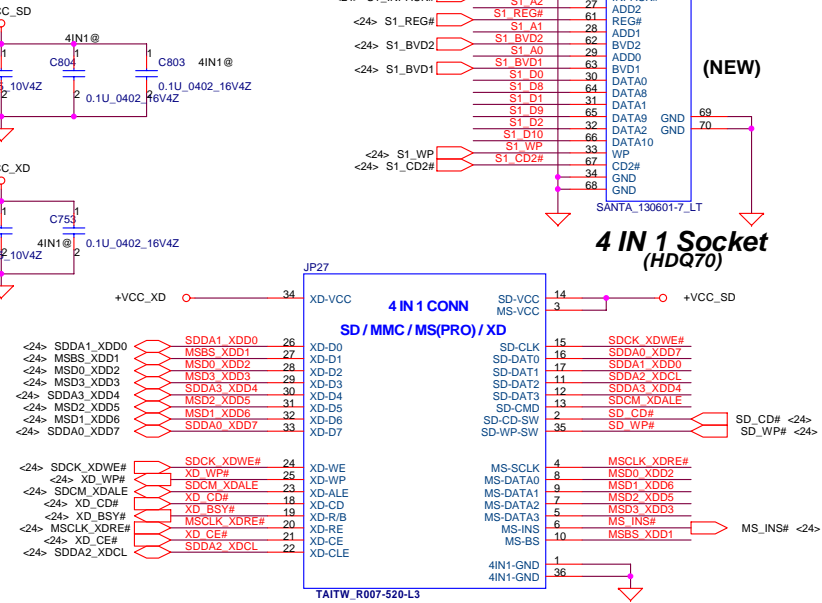 C_SD
4IN1@
1
1
1
C804
C803
4IN1@
_10V4Z
2
2
0.1U_0402_16V4Z
0.1U_0402_16V4Z
C_XD
1
1
C753
4IN1@
0.1U_0402_16V4Z
2
2
_10V4Z
S1_A2
27
ADD2
<24> S1_REG#
S1_REG#
61
REG#
S1_A1
28
ADD1
<24> S1_BVD2
S1_BVD2
62
BVD2
S1_A0
29
ADD0
<24> S1_BVD1
S1_BVD1
63
BVD1
S1_D0
30
DATA0
S1_D8
64
DATA8
S1_D1
31
DATA1
S1_D9
65
DATA9
GND
69
S1_D2
32
DATA2
GND
70
S1_D10
66
DATA10
<24> S1_WP
S1_WP
33
WP
<24> S1_CD2#
S1_CD2#
67
CD2#
34
GND
68
GND
(NEW)
SANTA_130601-7_LT
4 IN 1 Socket
(HDQ70)
JP27
+VCC_XD
34
XD-VCC
4 IN 1 CONN
SD / MMC / MS(PRO) / XD
SD-VCC
14
+VCC_SD
MS-VCC
3
<24> SDDA1_XDD0
SDDA1_XDD0
26
XD-D0
<24> MSBS_XDD1
MSBS_XDD1
27
XD-D1
<24> MSD0_XDD2
MSD0_XDD2
28
XD-D2
<24> MSD3_XDD3
MSD3_XDD3
29
XD-D3
<24> SDDA3_XDD4
SDDA3_XDD4
30
XD-D4
<24> MSD2_XDD5
MSD2_XDD5
31
XD-D5
<24> MSD1_XDD6
MSD1_XDD6
32
XD-D6
<24> SDDA0_XDD7
SDDA0_XDD7
33
XD-D7
SD-CLK
15
SDCK_XDWE#
SD-DAT0
16
SDDA0_XDD7
SD-DAT1
17
SDDA1_XDD0
SD-DAT2
11
SDDA2_XDCL
SD-DAT3
12
SDDA3_XDD4
SD-CMD
13
SDCM_XDALE
SD-CD-SW
2
SD_CD#
SD_CD# <24>
SD-WP-SW
35
SD_WP#
SD_WP# <24>
<24> SDCK_XDWE#
SDCK_XDWE#
24
XD-WE
<24> XD_WP#
XD_WP#
25
XD-WP
<24> SDCM_XDALE
SDCM_XDALE
23
XD-ALE
<24> XD_CD#
XD_CD#
18
XD-CD
<24> XD_BSY#
XD_BSY#
19
XD-R/B
<24> MSCLK_XDRE#
MSCLK_XDRE#
20
XD-RE
<24> XD_CE#
XD_CE#
21
XD-CE
<24> SDDA2_XDCL
SDDA2_XDCL
22
XD-CLE
MS-SCLK
4
MSCLK_XDRE#
MS-DATA0
8
MSD0_XDD2
MS-DATA1
9
MSD1_XDD6
MS-DATA2
7
MSD2_XDD5
MS-DATA3
5
MSD3_XDD3
MS-INS
6
MS_INS#
MS_INS# <24>
MS-BS
10
MSBS_XDD1
4IN1-GND
1
4IN1-GND
36
TAITW_R007-520-L3